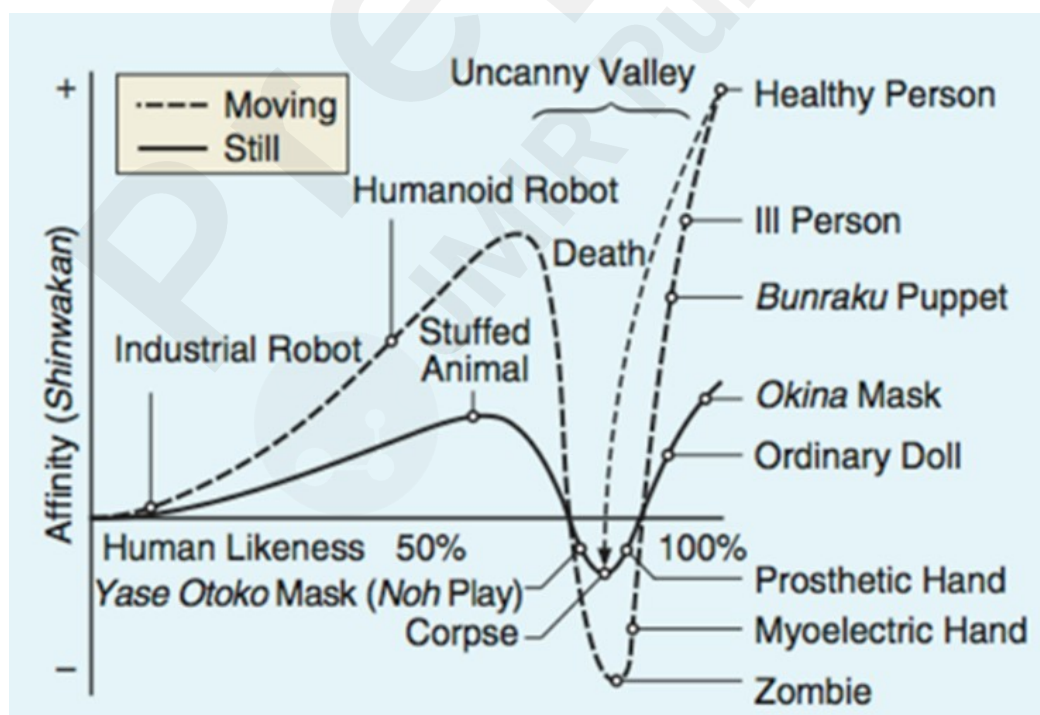 Uncanny Valley
+
Healthy Person
Moving
Still
Humanoid Robot
Ill Person
Death
Bunraku Puppet
Industrial Robot
Stuffed
Animal
Okina Mask
Ordinary Doll
Affinity (Shinwakan)
Human Likeness 50% 100%
Yase Otoko Mask (Noh Play)
Prosthetic Hand
Corpse
Myoelectric Hand
–
Zombie